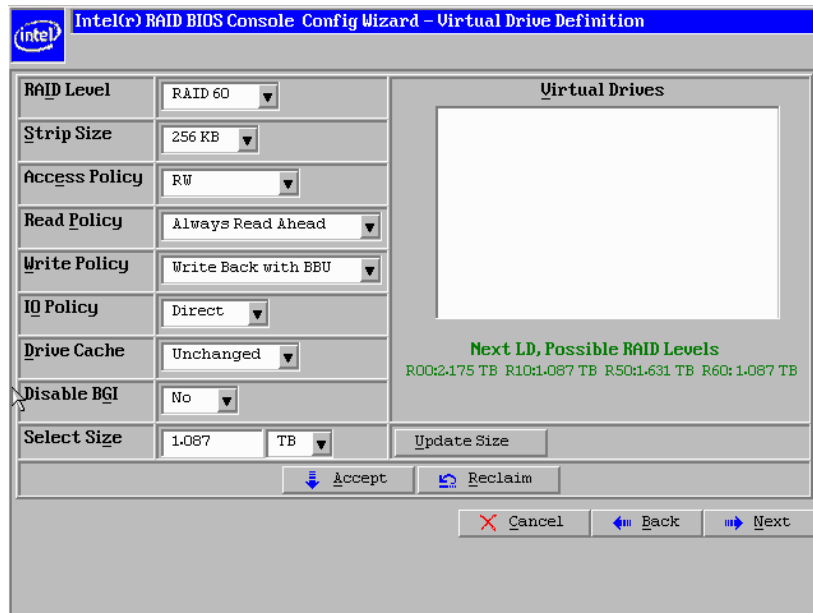 intel
Intel(r) RAID BIOS Console Config Wizard – Virtual Drive Definition
RAID Level RAID 60
Strip Size 256 KB
Access Policy RW
Read Policy Always Read Ahead
Write Policy Write Back with BBU
IO Policy Direct
Drive Cache Unchanged
Disable BGI No
Select Size 1.087 TB
Virtual Drives
Next LD, Possible RAID Levels
R00:2.175 TB R10:1.087 TB R50:1.631 TB R60: 1.087 TB
Update Size
Accept Reclaim
Cancel Back Next